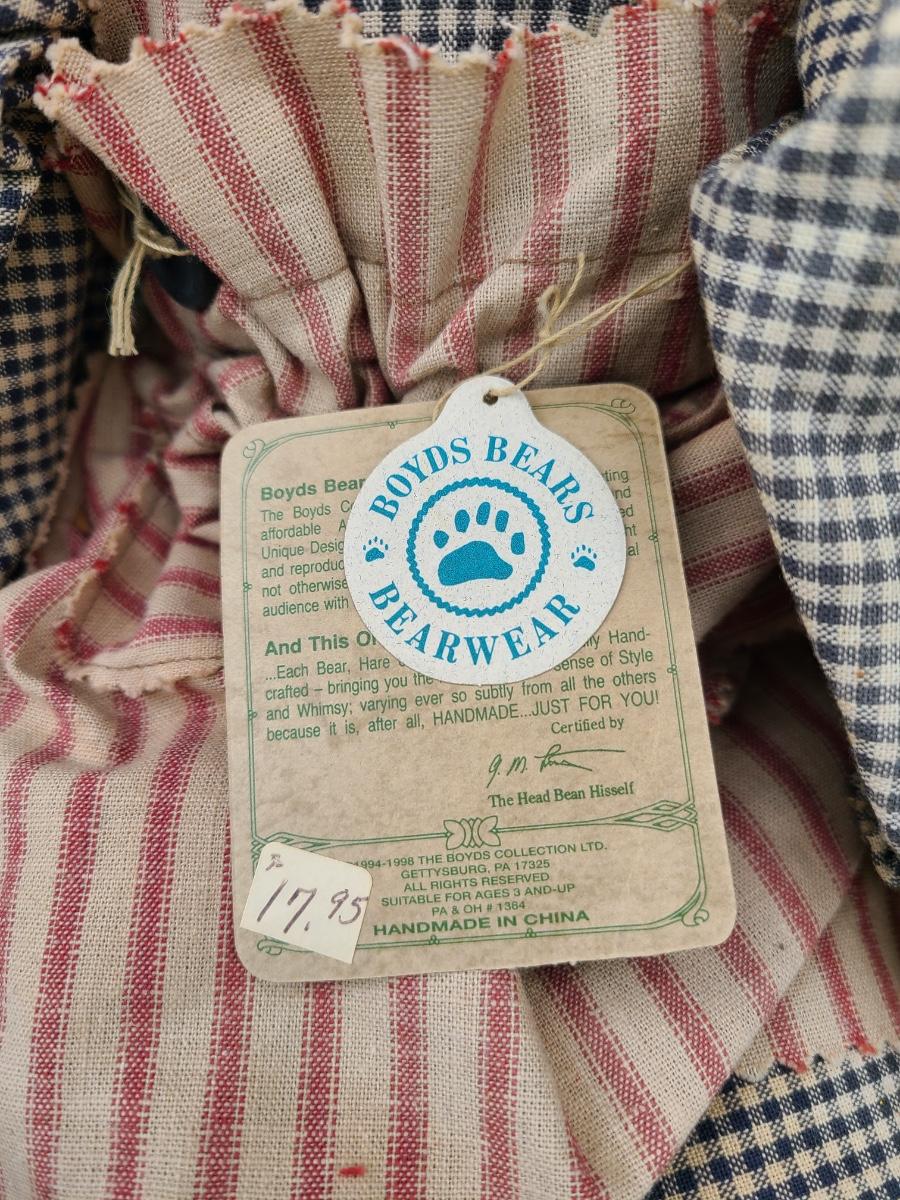 BOYDS BEARS
BEARWEAR
Boyds Bear
The Boyds C
affordable A
Unique Desig
and reproduc
not otherwise
audience with
And This O
...Each Bear, Hare Hand-
crafted – bringing you the sense of Style
and Whimsy; varying ever so subtly from all the others
because it is, after all, HANDMADE...JUST FOR YOU!
Certified by
The Head Bean Hisself
1994-1998 THE BOYDS COLLECTION LTD.
GETTYSBURG, PA 17325
ALL RIGHTS RESERVED
SUITABLE FOR AGES 3 AND-UP
PA & OH # 1364
HANDMADE IN CHINA
17.95